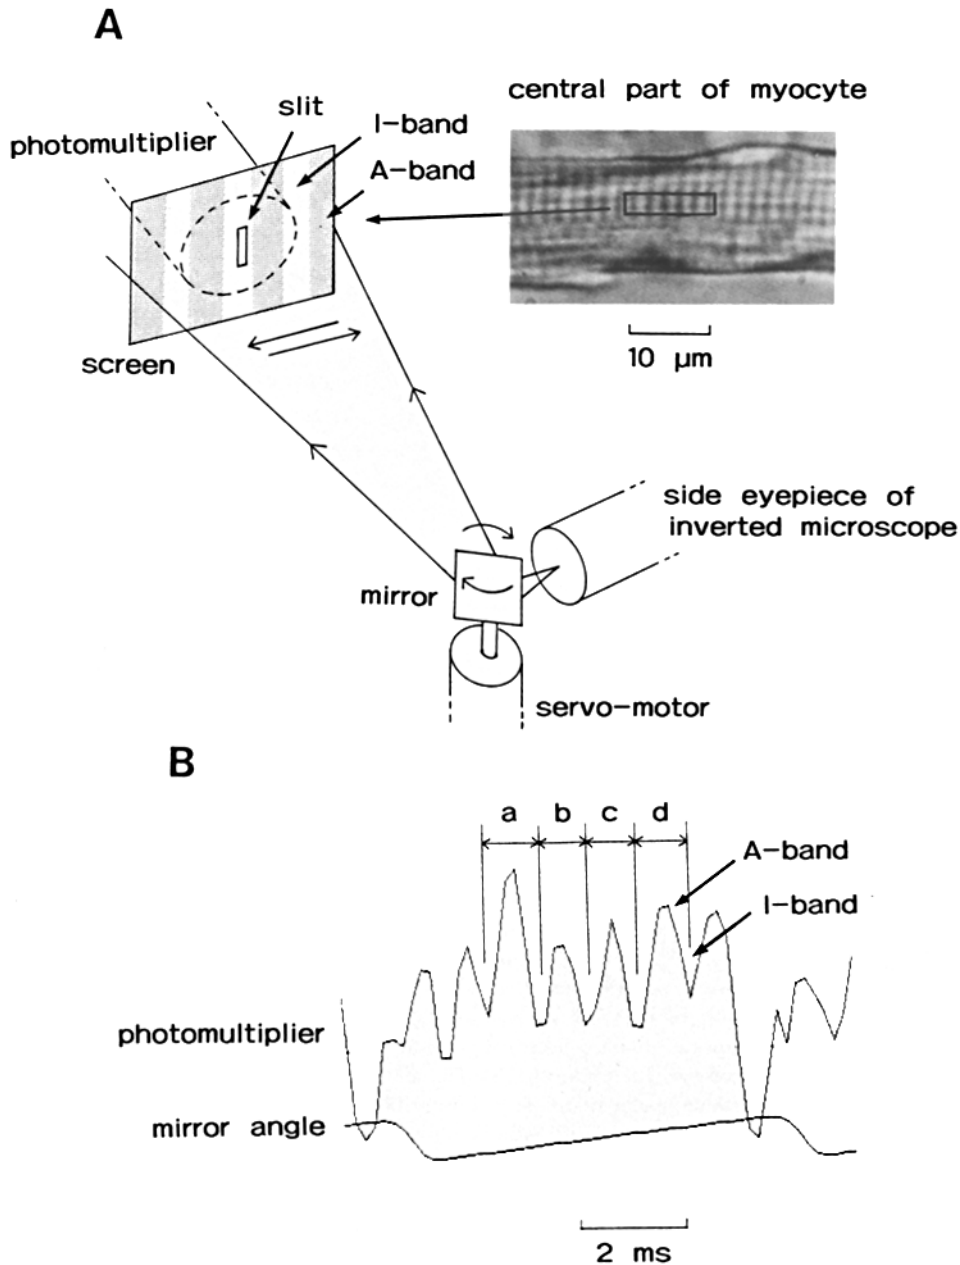 A
central part of myocyte
slit
I-band
photomultiplier
A-band
screen
10 µm
side eyepiece of
inverted microscope
mirror
servo-motor
B
a b c d
A-band
I-band
photomultiplier
mirror angle
2 ms